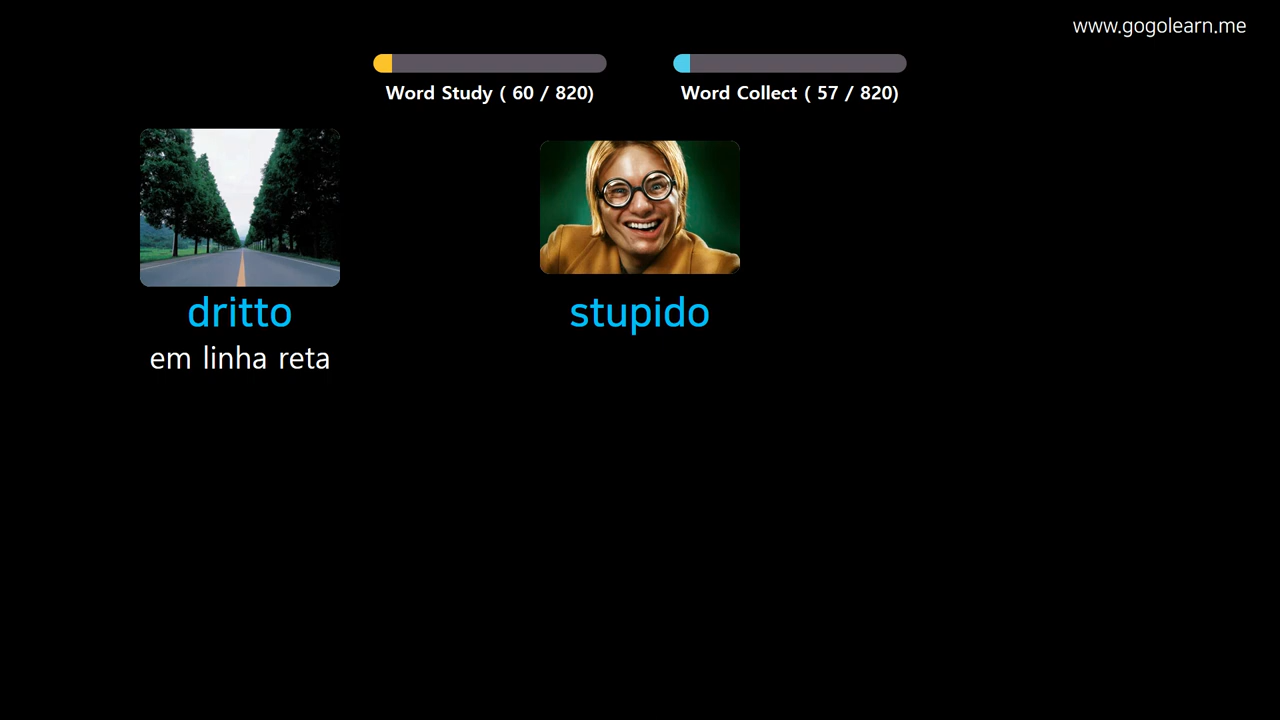 www.gogolearn.me
Word Study ( 60 / 820)
Word Collect ( 57 / 820)
dritto
em linha reta
stupido